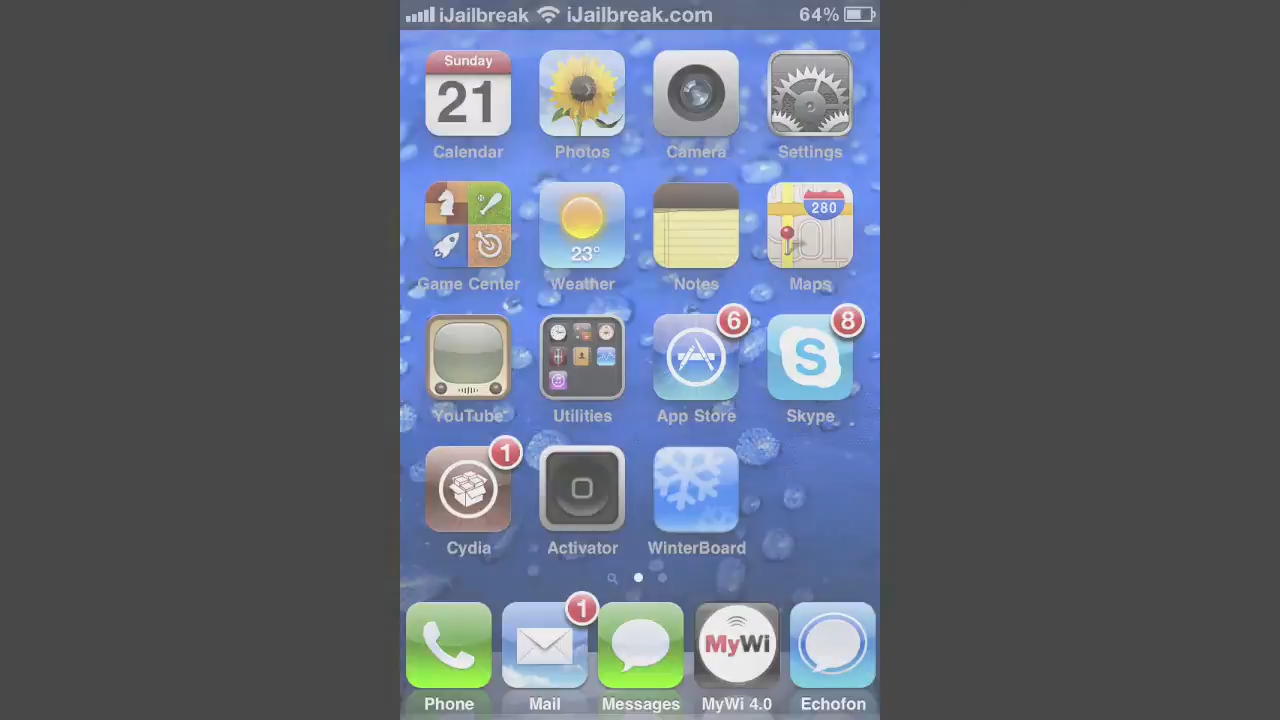 iJailbreak iJailbreak.com 64%
Sunday
21
Calendar Photos Camera Settings
280
23°
Game Center Weather Notes Maps
6 8
S
YouTube Utilities App Store Skype
1
Cydia Activator WinterBoard
1
MyWi
Phone Mail Messages MyWi 4.0 Echofon